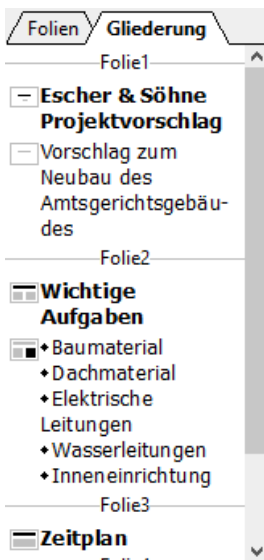 Folien Gliederung
Folie1
Escher & Söhne
Projektvorschlag
Vorschlag zum
Neubau des
Amtsgerichtsgebäu-
des
Folie2
Wichtige
Aufgaben
• Baumaterial
• Dachmaterial
• Elektrische
Leitungen
• Wasserleitungen
• Inneneinrichtung
Folie3
Zeitplan